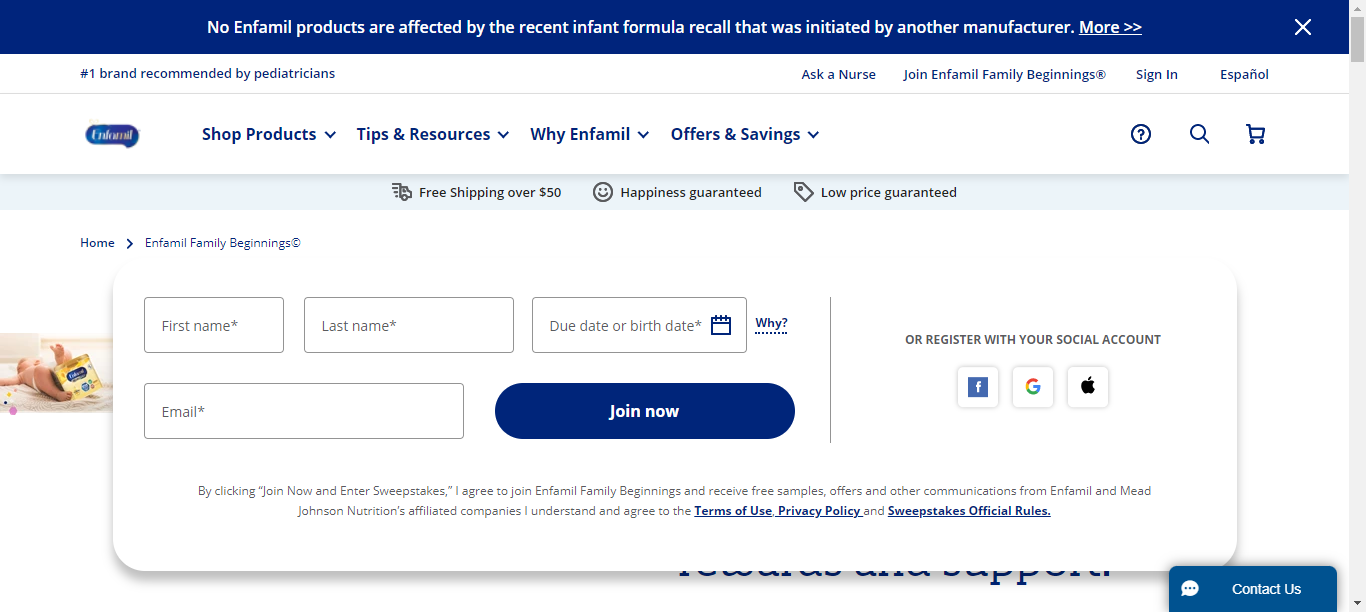 No Enfamil products are affected by the recent infant formula recall that was initiated by another manufacturer. More >>
#1 brand recommended by pediatricians
Ask a Nurse
Join Enfamil Family Beginnings®
Sign In
Español
Enfamil
Shop Products
Tips & Resources
Why Enfamil
Offers & Savings
Free Shipping over $50
Happiness guaranteed
Low price guaranteed
Home
Enfamil Family Beginnings©
First name*
Last name*
Due date or birth date*
Why?
OR REGISTER WITH YOUR SOCIAL ACCOUNT
Email*
Join now
By clicking “Join Now and Enter Sweepstakes,” I agree to join Enfamil Family Beginnings and receive free samples, offers and other communications from Enfamil and Mead
Johnson Nutrition’s affiliated companies I understand and agree to the Terms of Use, Privacy Policy and Sweepstakes Official Rules.
rewards and support.
Contact Us